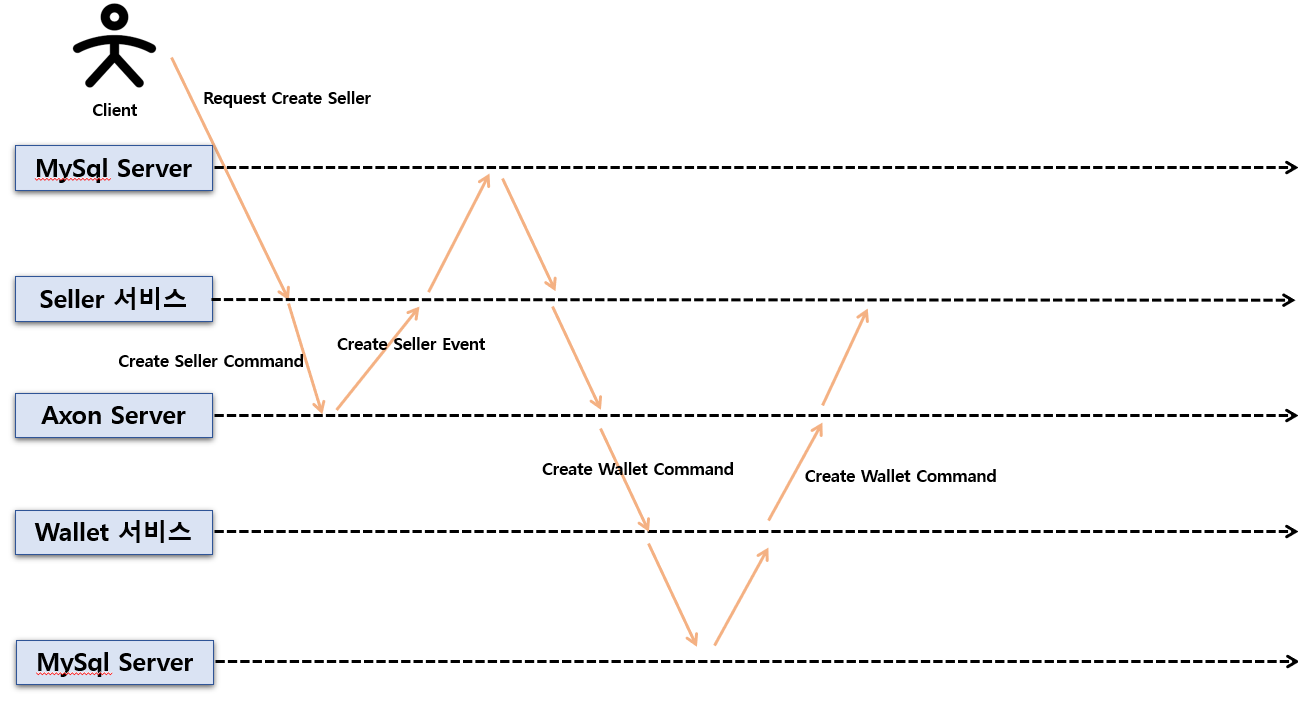 Client
Request Create Seller
MySql Server
Seller 서비스
Create Seller Event
Create Seller Command
Axon Server
Create Wallet Command
Create Wallet Command
Wallet 서비스
MySql Server